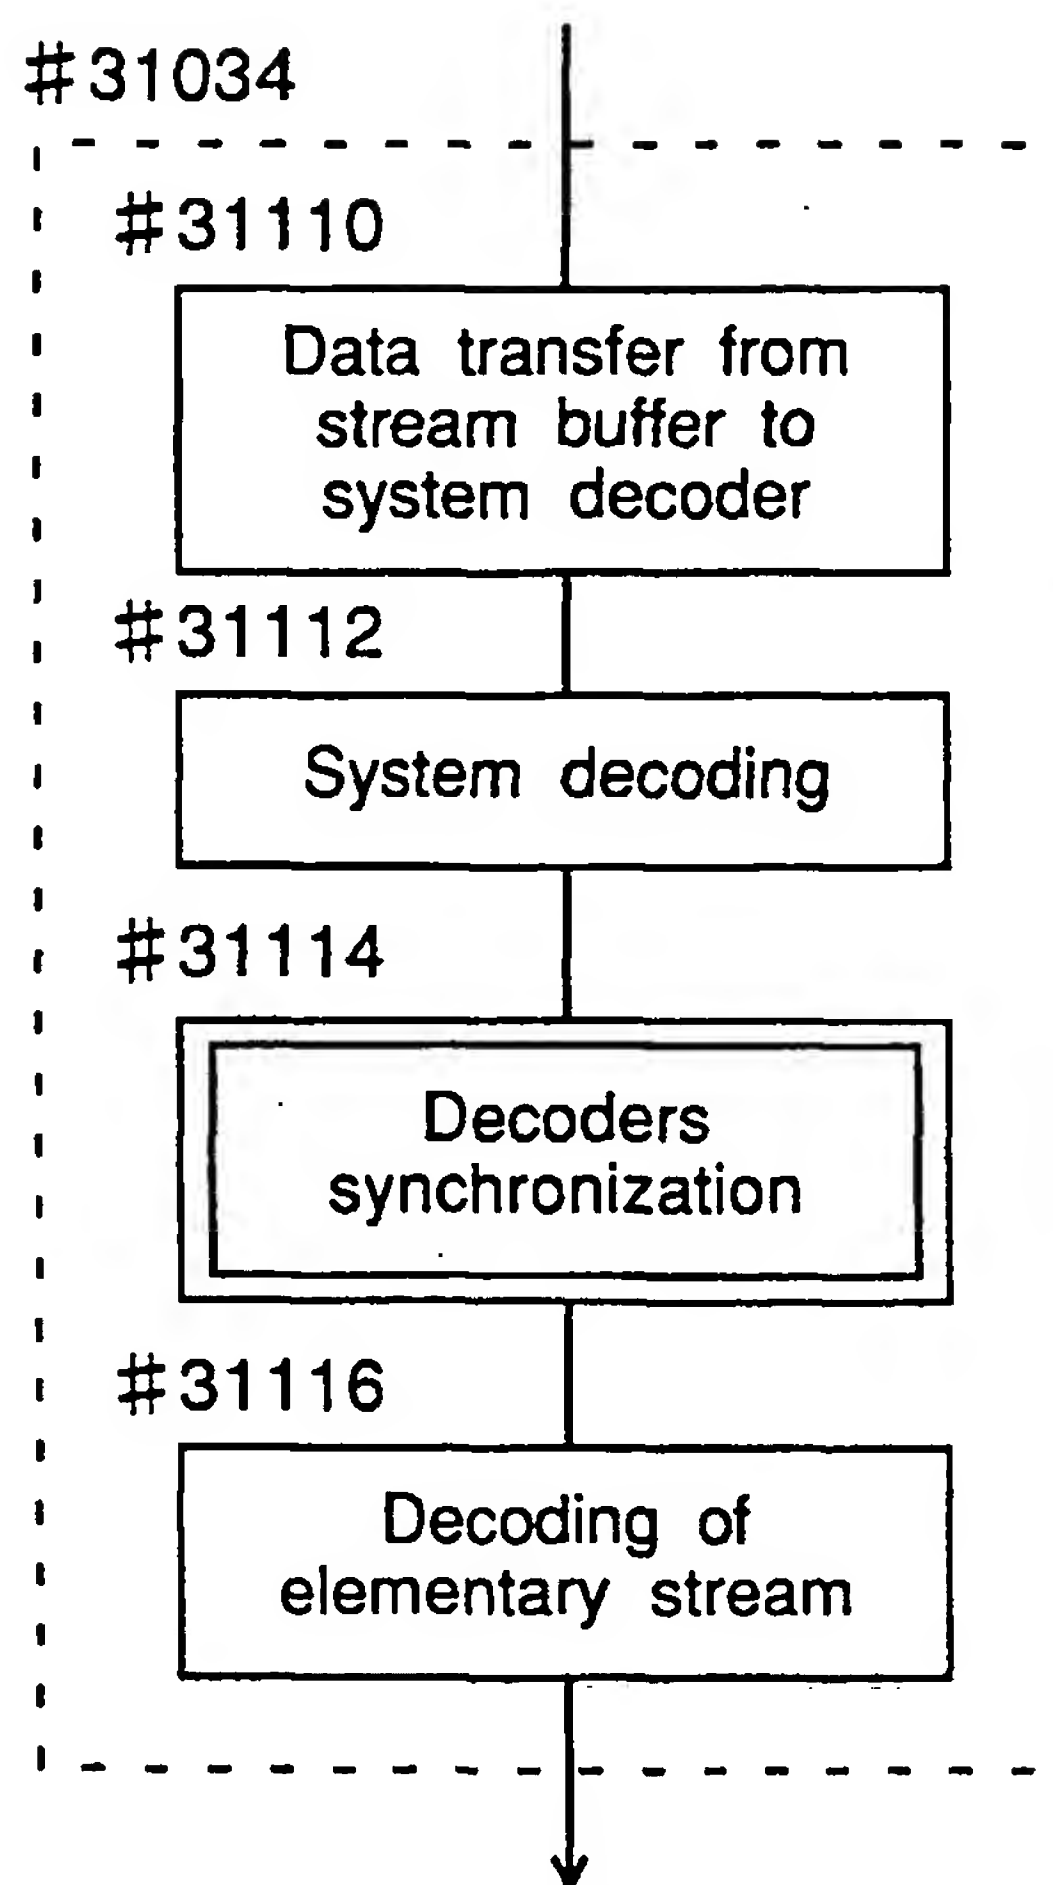 #31034
#31110
Data transfer from
stream buffer to
system decoder
#31112
System decoding
#31114
Decoders
synchronization
#31116
Decoding of
elementary stream